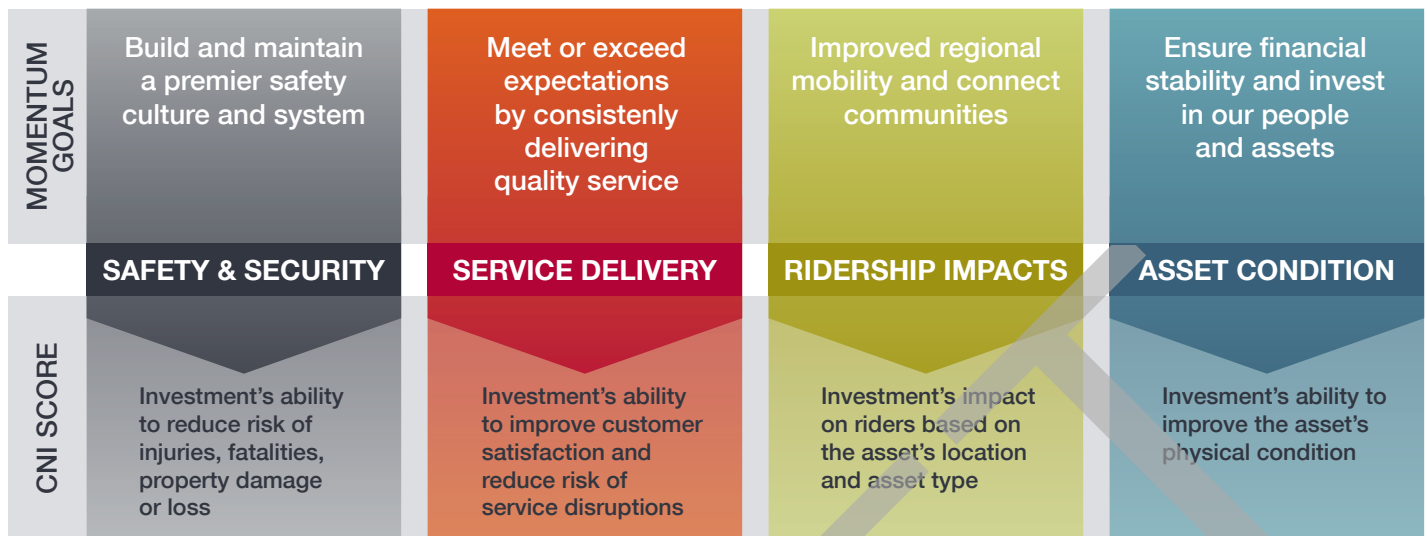 MOMENTUM
GOALS
Build and maintain
a premier safety
culture and system
Meet or exceed
expectations
by consistenly
delivering
quality service
Improved regional
mobility and connect
communities
Ensure financial
stability and invest
in our people
and assets
SAFETY & SECURITY
SERVICE DELIVERY
RIDERSHIP IMPACTS
ASSET CONDITION
CNI SCORE
Investment’s ability
to reduce risk of
injuries, fatalities,
property damage
or loss
Investment’s ability
to improve customer
satisfaction and
reduce risk of
service disruptions
Investment’s impact
on riders based on
the asset’s location
and asset type
Invesment’s ability to
improve the asset’s
physical condition